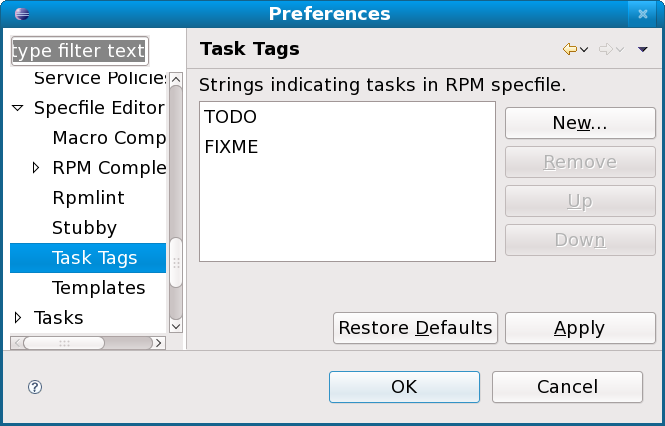 Preferences
type filter text
Service Policies
Specfile Editor
Macro Comp
RPM Comple
Rpmlint
Stubby
Task Tags
Templates
Tasks
Task Tags
Strings indicating tasks in RPM specfile.
TODO
FIXME
New...
Remove
Up
Down
Restore Defaults
Apply
?
OK
Cancel